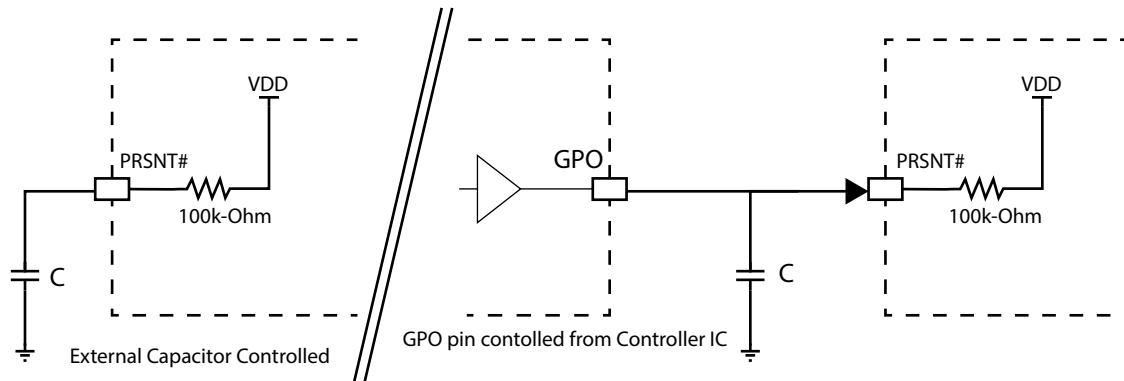 VDD
PRSNT#
100k-Ohm
C
External Capacitor Controlled
GPO
C
GPO pin contolled from Controller IC
VDD
PRSNT#
100k-Ohm